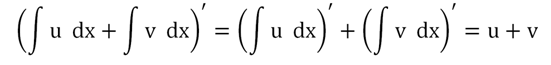 (∫ u dx + ∫ v dx)′ = (∫ u dx)′ + (∫ v dx)′ = u + v